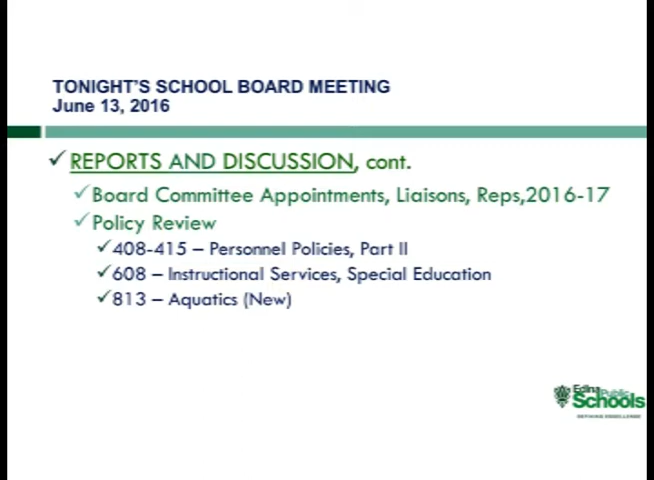 TONIGHT'S SCHOOL BOARD MEETING
June 13, 2016
✓REPORTS AND DISCUSSION, cont.
✓Board Committee Appointments, Liaisons, Reps,2016-17
✓Policy Review
✓408-415 – Personnel Policies, Part II
✓608 – Instructional Services, Special Education
✓813 – Aquatics (New)
Edina Public
Schools